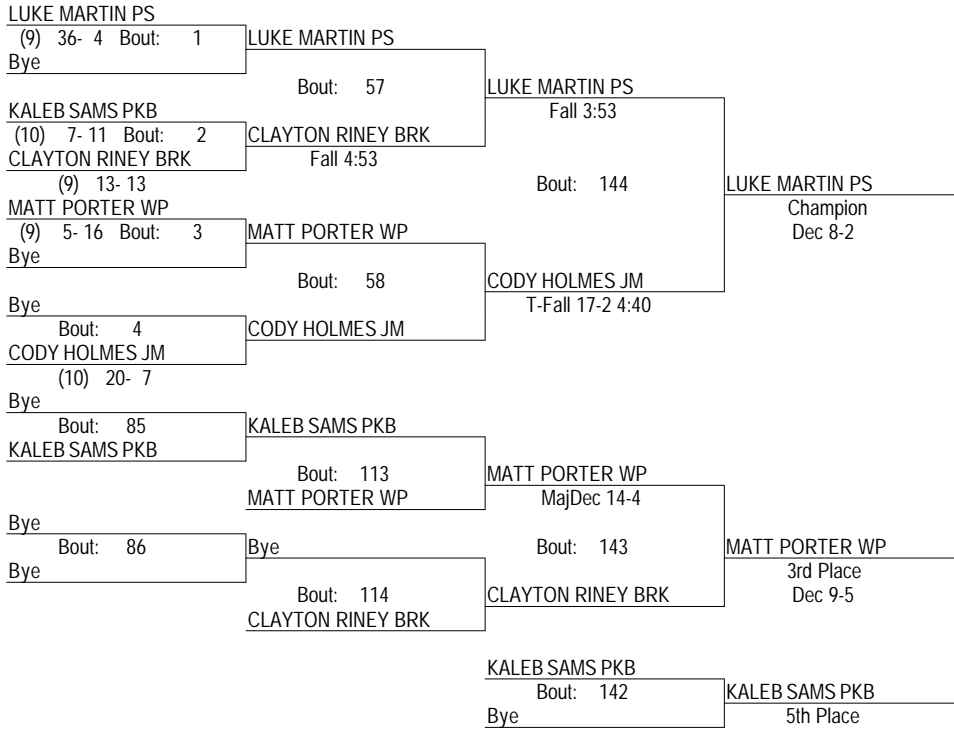 LUKE MARTIN PS
(9) 36- 4 Bout: 1
LUKE MARTIN PS
Bye
Bout: 57
LUKE MARTIN PS
Fall 3:53
KALEB SAMS PKB
(10) 7- 11 Bout: 2
CLAYTON RINEY BRK
CLAYTON RINEY BRK
Fall 4:53
(9) 13- 13
Bout: 144
LUKE MARTIN PS
Champion
Dec 8-2
MATT PORTER WP
(9) 5- 16 Bout: 3
MATT PORTER WP
Bye
Bout: 58
CODY HOLMES JM
T-Fall 17-2 4:40
Bye
Bout: 4
CODY HOLMES JM
CODY HOLMES JM
(10) 20- 7
Bye
Bout: 85
KALEB SAMS PKB
KALEB SAMS PKB
Bout: 113
MATT PORTER WP
MATT PORTER WP
MajDec 14-4
Bye
Bout: 86
Bye
Bye
Bout: 143
MATT PORTER WP
3rd Place
Dec 9-5
Bout: 114
CLAYTON RINEY BRK
CLAYTON RINEY BRK
KALEB SAMS PKB
Bout: 142
KALEB SAMS PKB
Bye
5th Place